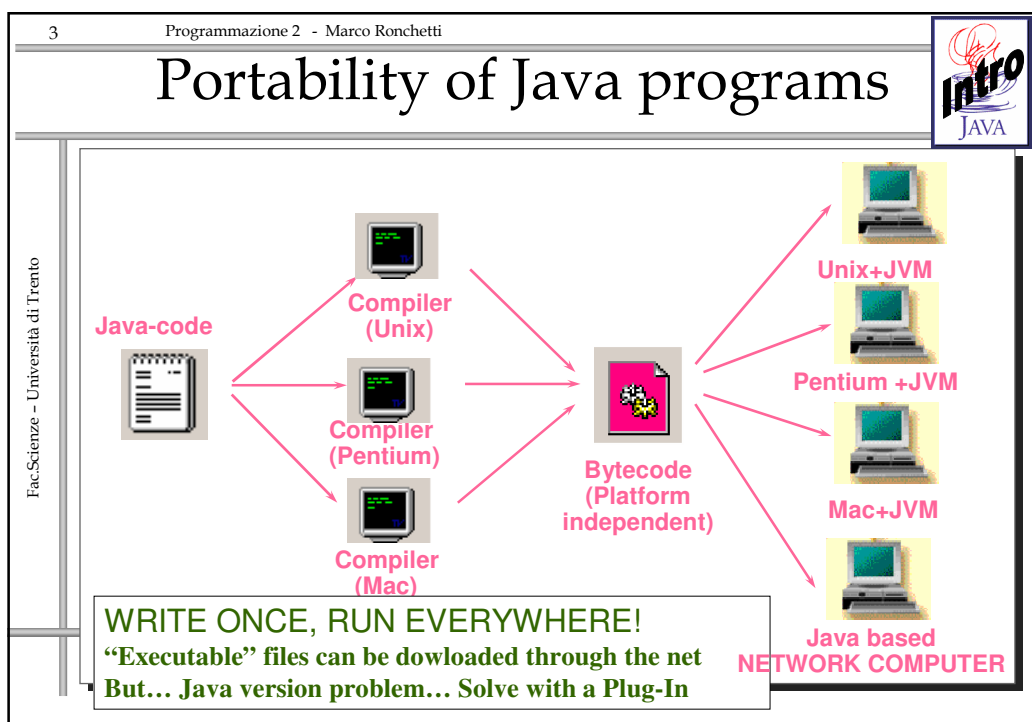 3 Programmazione 2 - Marco Ronchetti
Portability of Java programs
Intro
JAVA
Fac.Scienze – Università di Trento
Java-code
Compiler
(Unix)
Compiler
(Pentium)
Compiler
(Mac)
Bytecode
(Platform
independent)
Unix+JVM
Pentium +JVM
Mac+JVM
Java based
NETWORK COMPUTER
WRITE ONCE, RUN EVERYWHERE!
“Executable” files can be dowloaded through the net
But… Java version problem… Solve with a Plug-In